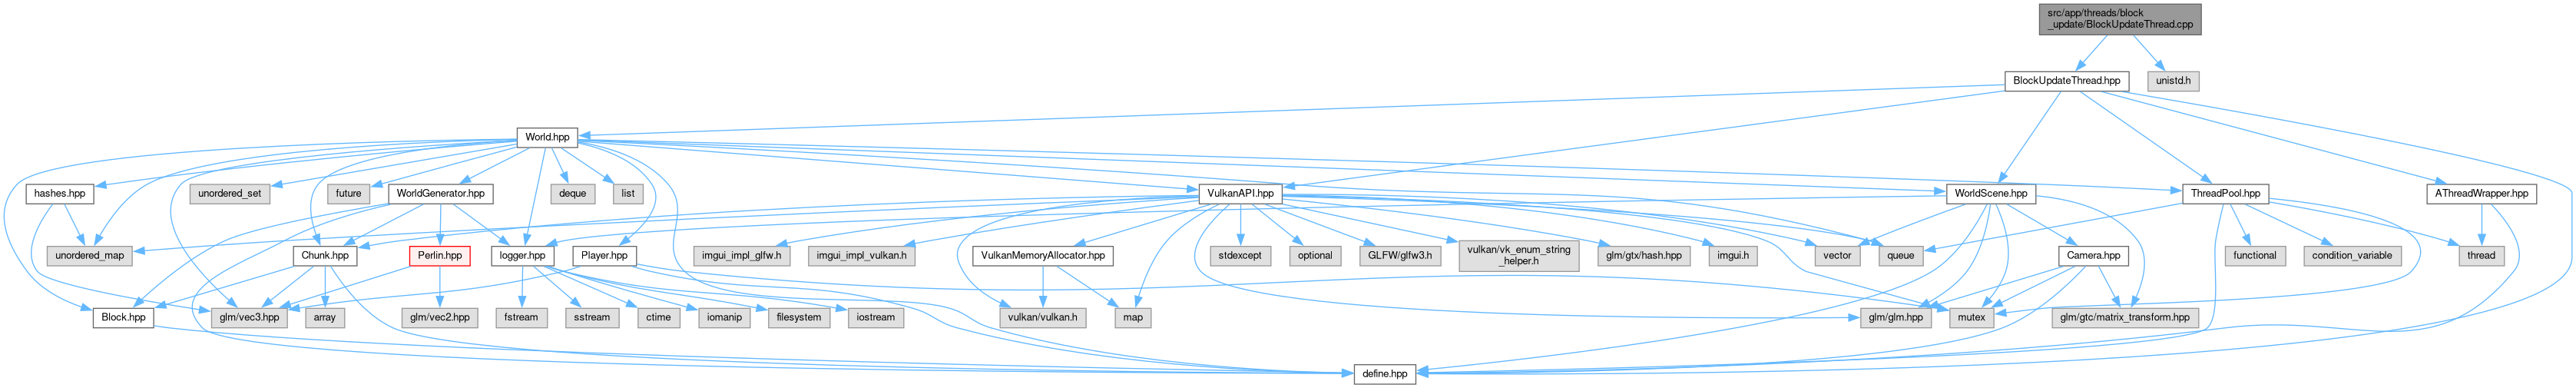 src/app/threads/block
_update/BlockUpdateThread.cpp
BlockUpdateThread.hpp
unistd.h
World.hpp
hashes.hpp
unordered_set
future
WorldGenerator.hpp
deque
list
VulkanAPI.hpp
WorldScene.hpp
ThreadPool.hpp
AThreadWrapper.hpp
unordered_map
Chunk.hpp
Perlin.hpp
logger.hpp
Player.hpp
imgui_impl_glfw.h
imgui_impl_vulkan.h
VulkanMemoryAllocator.hpp
stdexcept
optional
GLFW/glfw3.h
vulkan/vk_enum_string
_helper.h
glm/gtx/hash.hpp
imgui.h
vector
queue
Camera.hpp
functional
condition_variable
thread
Block.hpp
glm/vec3.hpp
array
glm/vec2.hpp
fstream
sstream
ctime
iomanip
filesystem
iostream
vulkan/vulkan.h
map
glm/glm.hpp
mutex
glm/gtc/matrix_transform.hpp
define.hpp